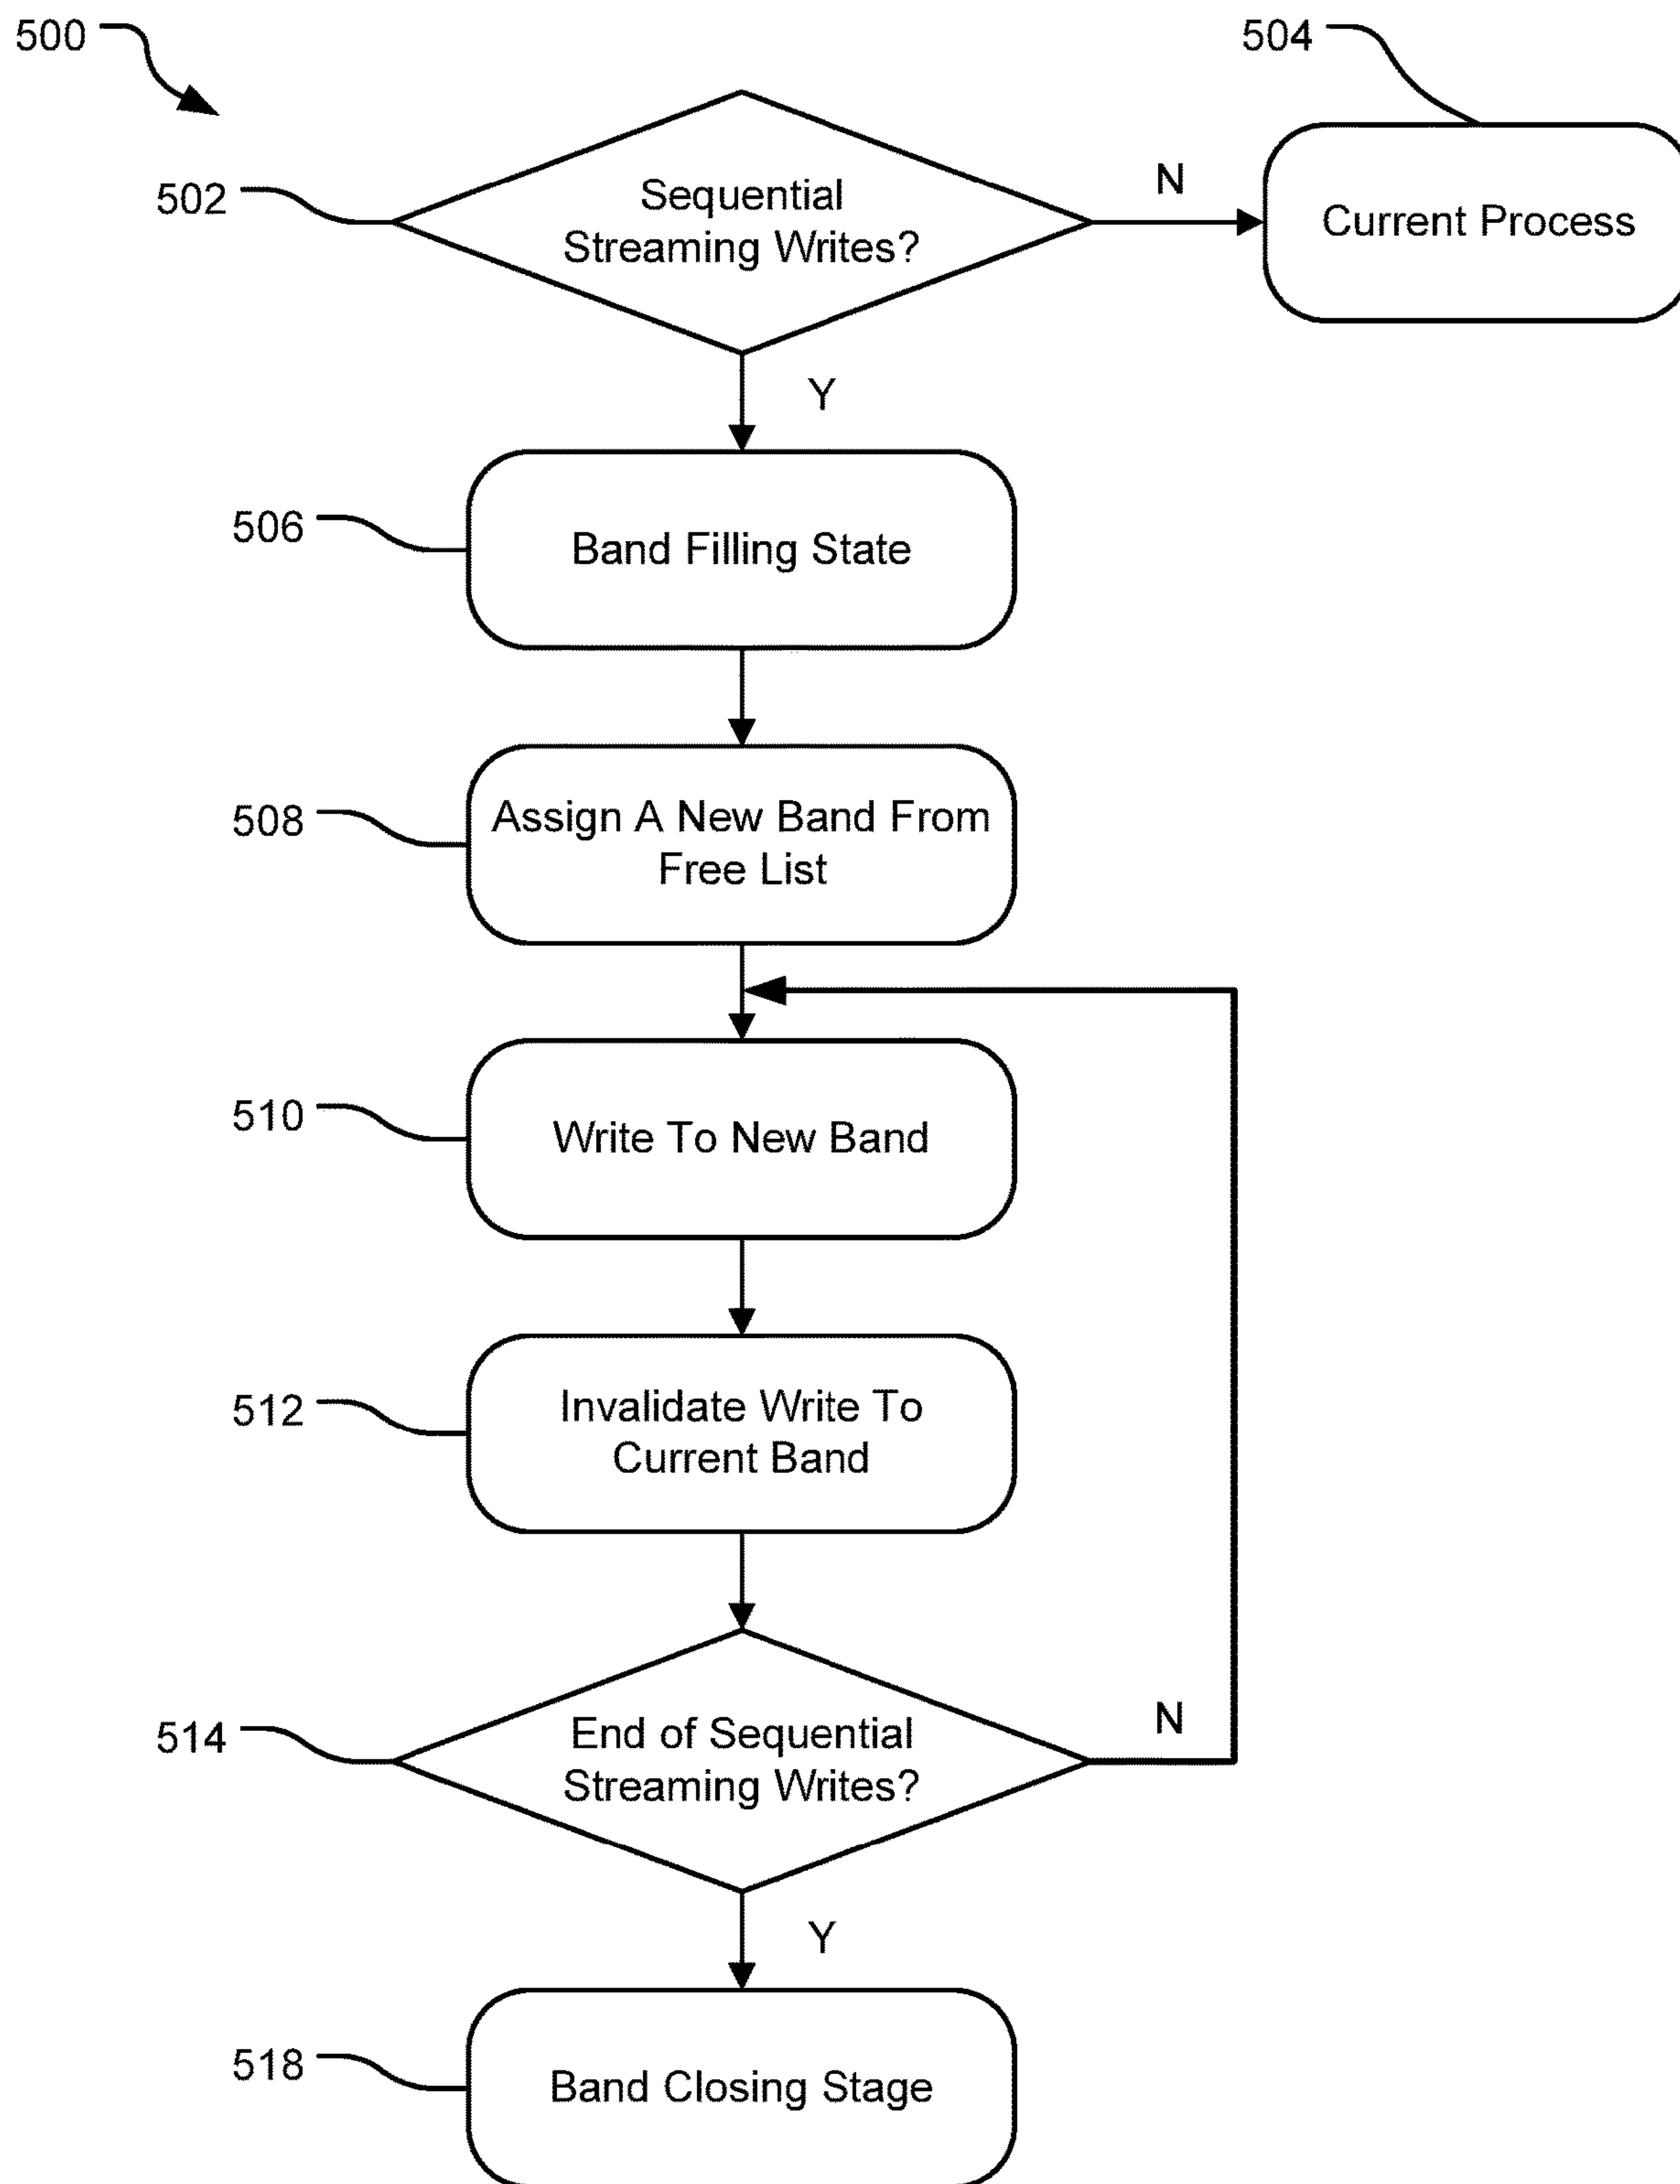 500
504
502
Sequential
Streaming Writes?
N
Current Process
Y
506
Band Filling State
508
Assign A New Band From
Free List
510
Write To New Band
512
Invalidate Write To
Current Band
514
End of Sequential
Streaming Writes?
N
Y
518
Band Closing Stage